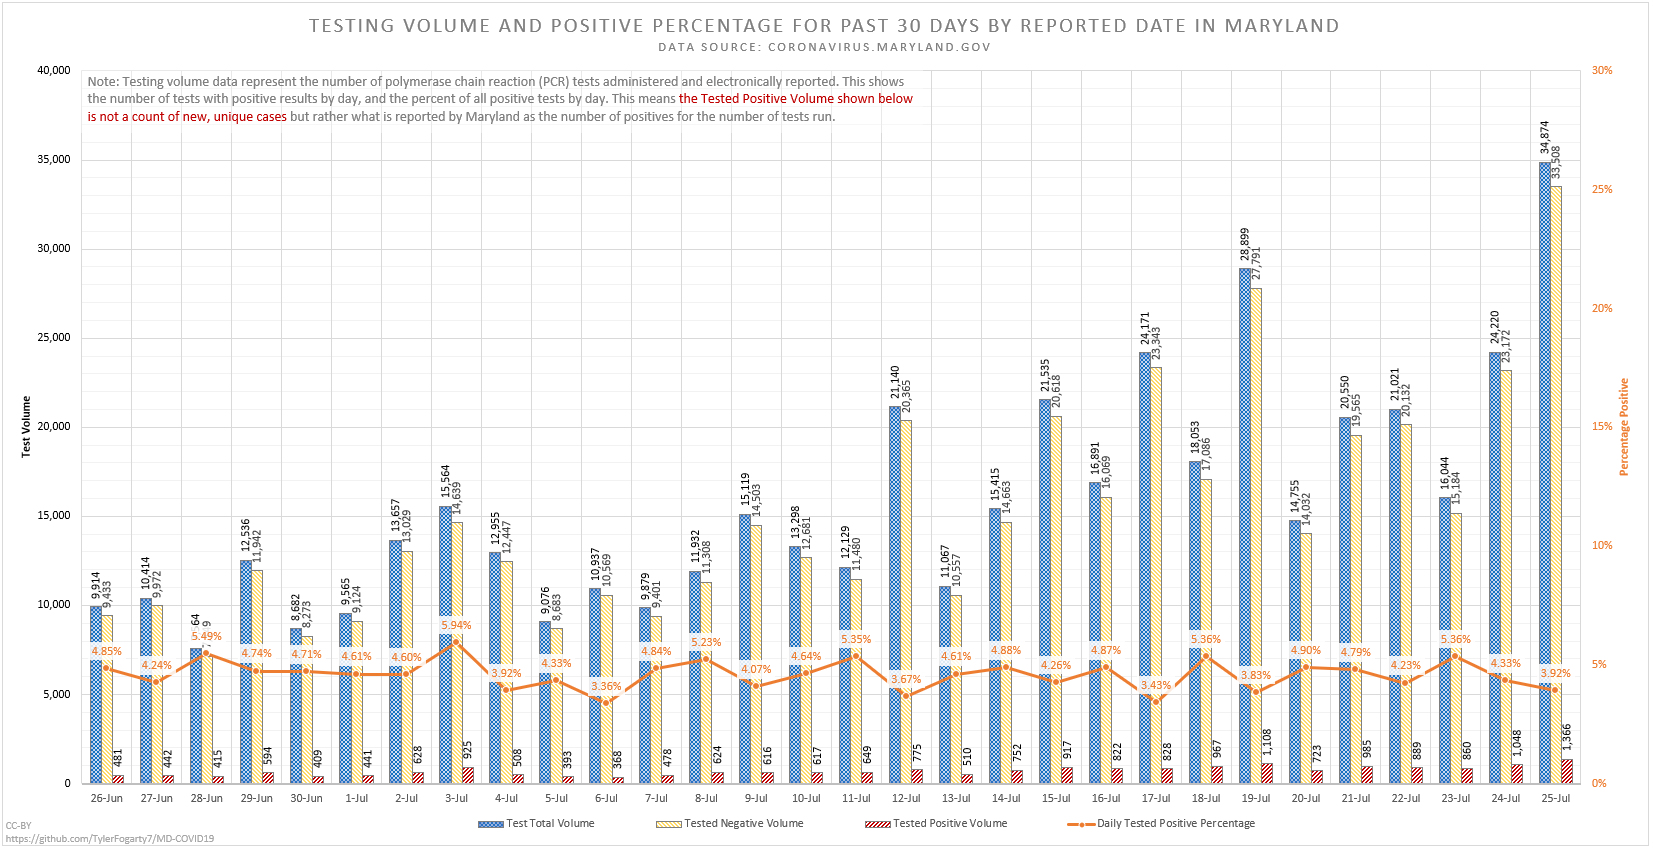 TESTING VOLUME AND POSITIVE PERCENTAGE FOR PAST 30 DAYS BY REPORTED DATE IN MARYLAND
DATA SOURCE: CORONAVIRUS.MARYLAND.GOV
Note: Testing volume data represent the number of polymerase chain reaction (PCR) tests administered and electronically reported. This shows
the number of tests with positive results by day, and the percent of all positive tests by day. This means the Tested Positive Volume shown below
is not a count of new, unique cases but rather what is reported by Maryland as the number of positives for the number of tests run.
40,000
35,000
30,000
25,000
20,000
15,000
10,000
5,000
0
Test Volume
30%
25%
20%
15%
10%
5%
0%
Percentage Positive
9,914 9,433 4.85% 481
10,414 9,972 4.24% 442
64 9 5.49% 415
12,536 11,942 4.74% 594
8,682 8,273 4.71% 409
9,565 9,124 4.61% 441
13,657 13,029 4.60% 628
15,564 14,639 5.94% 925
12,955 12,447 3.92% 508
9,076 8,683 4.33% 393
10,937 10,569 3.36% 368
9,879 9,401 4.84% 478
11,932 11,308 5.23% 624
15,119 14,503 4.07% 616
13,298 12,681 4.64% 617
12,129 11,480 5.35% 649
21,140 20,365 3.67% 775
11,067 10,557 4.61% 510
15,415 14,663 4.88% 752
21,535 20,618 4.26% 917
16,891 16,069 4.87% 822
24,171 23,343 3.43% 828
18,053 17,086 5.36% 967
28,899 27,791 3.83% 1,108
14,755 14,032 4.90% 723
20,550 19,565 4.79% 985
21,021 20,132 4.23% 889
16,044 15,184 5.36% 860
24,220 23,172 4.33% 1,048
34,874 33,508 3.92% 1,366
26-Jun 27-Jun 28-Jun 29-Jun 30-Jun 1-Jul 2-Jul 3-Jul 4-Jul 5-Jul 6-Jul 7-Jul 8-Jul 9-Jul 10-Jul 11-Jul 12-Jul 13-Jul 14-Jul 15-Jul 16-Jul 17-Jul 18-Jul 19-Jul 20-Jul 21-Jul 22-Jul 23-Jul 24-Jul 25-Jul
Test Total Volume Tested Negative Volume Tested Positive Volume Daily Tested Positive Percentage
CC-BY
https://github.com/TylerFogarty7/MD-COVID19